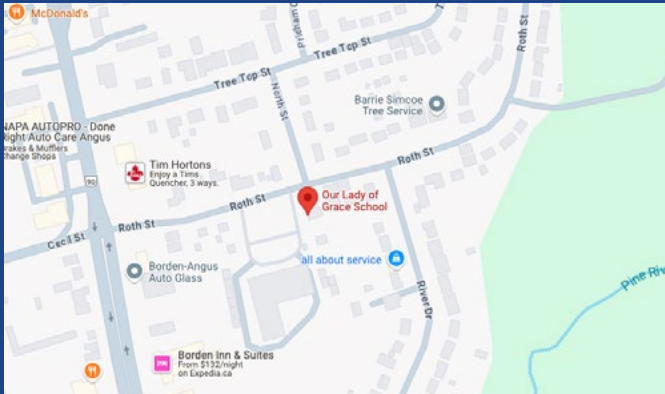 McDonald's
Tree Top St
Tree Top St
Roth St
North St
Barrie Simcoe
Tree Service
NAPA AUTOPRO - Done
Right Auto Care Angus
Brakes & Mufflers
Change Shops
90
Tim Hortons
Enjoy a Tims
Quencher, 3 ways.
Roth St
Our Lady of
Grace School
Roth St
Roth St
Cecil St
all about service
Borden-Angus
Auto Glass
River Dr
Borden Inn & Suites
From $132/night
on Expedia.ca